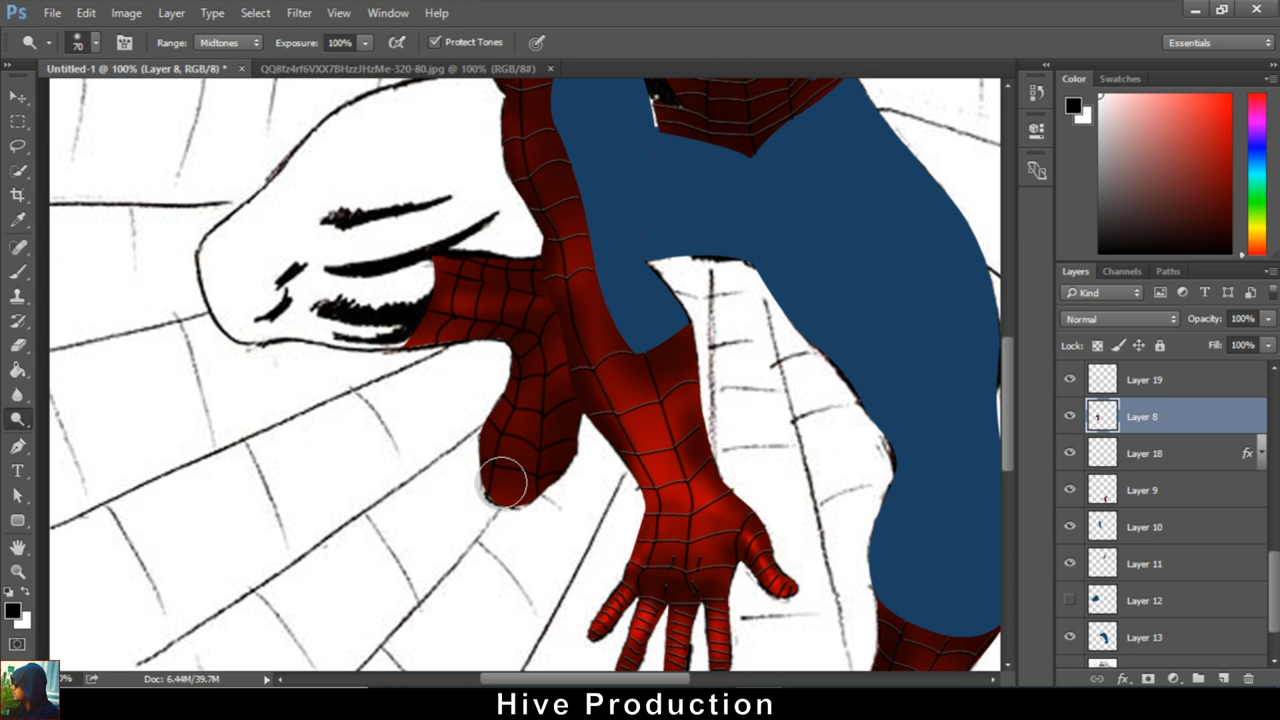 Ps File Edit Image Layer Type Select Filter View Window Help
70 Range: Midtones Exposure: 100% Protect Tones Essentials
Untitled-1 @ 100% (Layer 8, RGB/8) * × QQ8fz4rf6VXX7BHzzJHzMe-320-80.jpg @ 100% (RGB/8#) ×
Color Swatches
Layers Channels Paths
Kind
Normal Opacity: 100%
Lock: Fill: 100%
Layer 19
Layer 8
Layer 18 fx
Layer 9
Layer 10
Layer 11
Layer 12
Layer 13
Doc: 6.44M/39.7M
fx
Hive Production